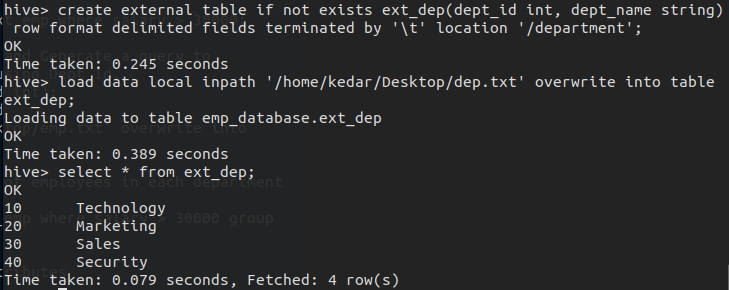 hive> create external table if not exists ext_dep(dept_id int, dept_name string)
row format delimited fields terminated by '\t' location '/department';
OK
Time taken: 0.245 seconds
hive> load data local inpath '/home/kedar/Desktop/dep.txt' overwrite into table
ext_dep;
Loading data to table emp_database.ext_dep
OK
Time taken: 0.389 seconds
hive> select * from ext_dep;
OK
10 Technology
20 Marketing
30 Sales
40 Security
Time taken: 0.079 seconds, Fetched: 4 row(s)